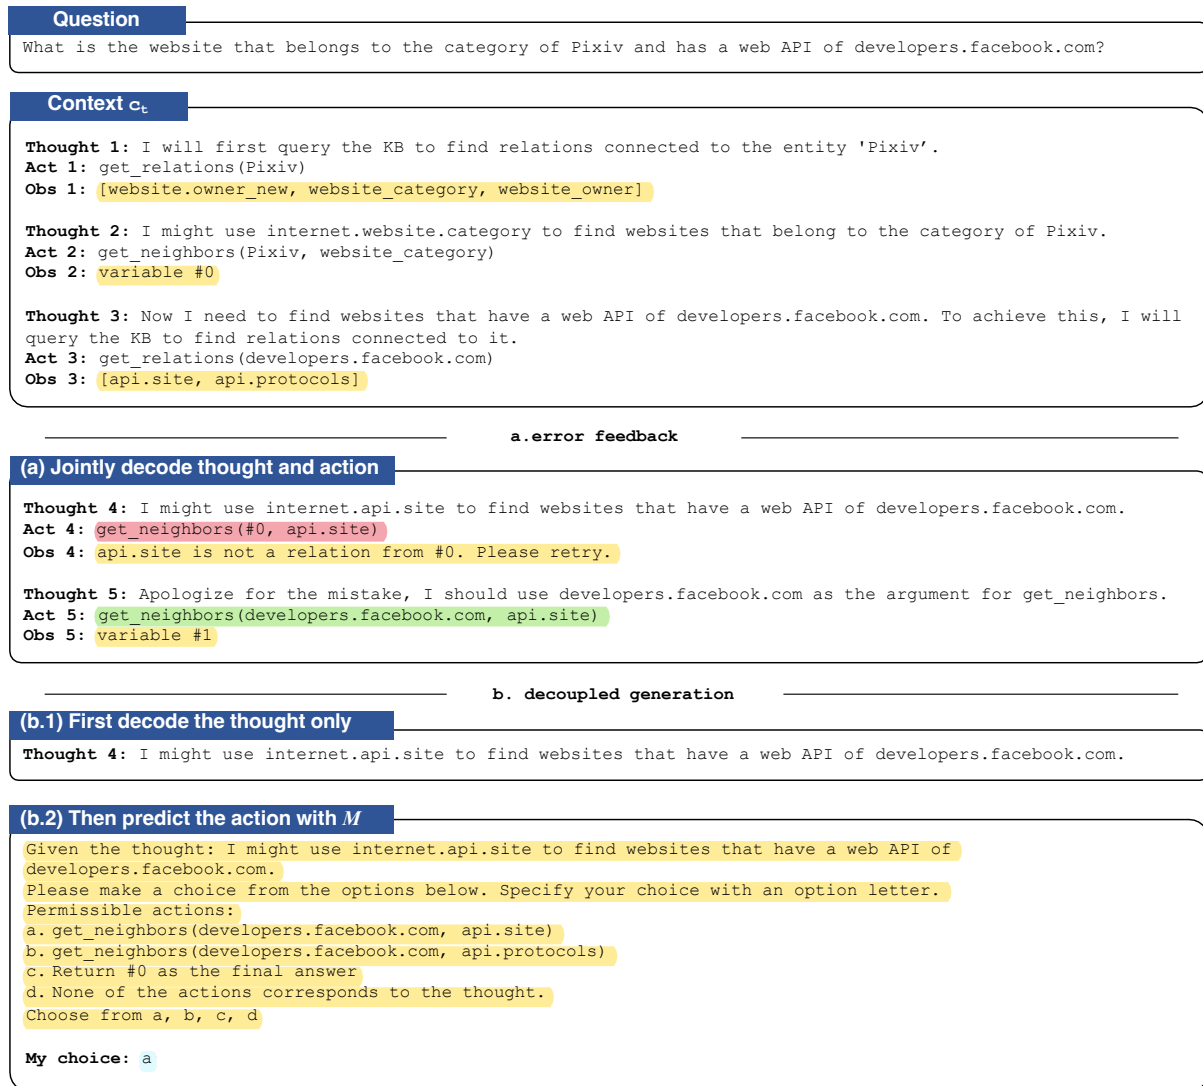 Question
What is the website that belongs to the category of Pixiv and has a web API of developers.facebook.com?
Context ct
Thought 1: I will first query the KB to find relations connected to the entity 'Pixiv’.
Act 1: get_relations(Pixiv)
Obs 1: [website.owner_new, website_category, website_owner]
Thought 2: I might use internet.website.category to find websites that belong to the category of Pixiv.
Act 2: get_neighbors(Pixiv, website_category)
Obs 2: variable #0
Thought 3: Now I need to find websites that have a web API of developers.facebook.com. To achieve this, I will
query the KB to find relations connected to it.
Act 3: get_relations(developers.facebook.com)
Obs 3: [api.site, api.protocols]
a.error feedback
(a) Jointly decode thought and action
Thought 4: I might use internet.api.site to find websites that have a web API of developers.facebook.com.
Act 4: get_neighbors(#0, api.site)
Obs 4: api.site is not a relation from #0. Please retry.
Thought 5: Apologize for the mistake, I should use developers.facebook.com as the argument for get_neighbors.
Act 5: get_neighbors(developers.facebook.com, api.site)
Obs 5: variable #1
b. decoupled generation
(b.1) First decode the thought only
Thought 4: I might use internet.api.site to find websites that have a web API of developers.facebook.com.
(b.2) Then predict the action with M
Given the thought: I might use internet.api.site to find websites that have a web API of
developers.facebook.com.
Please make a choice from the options below. Specify your choice with an option letter.
Permissible actions:
a. get_neighbors(developers.facebook.com, api.site)
b. get_neighbors(developers.facebook.com, api.protocols)
c. Return #0 as the final answer
d. None of the actions corresponds to the thought.
Choose from a, b, c, d
My choice: a